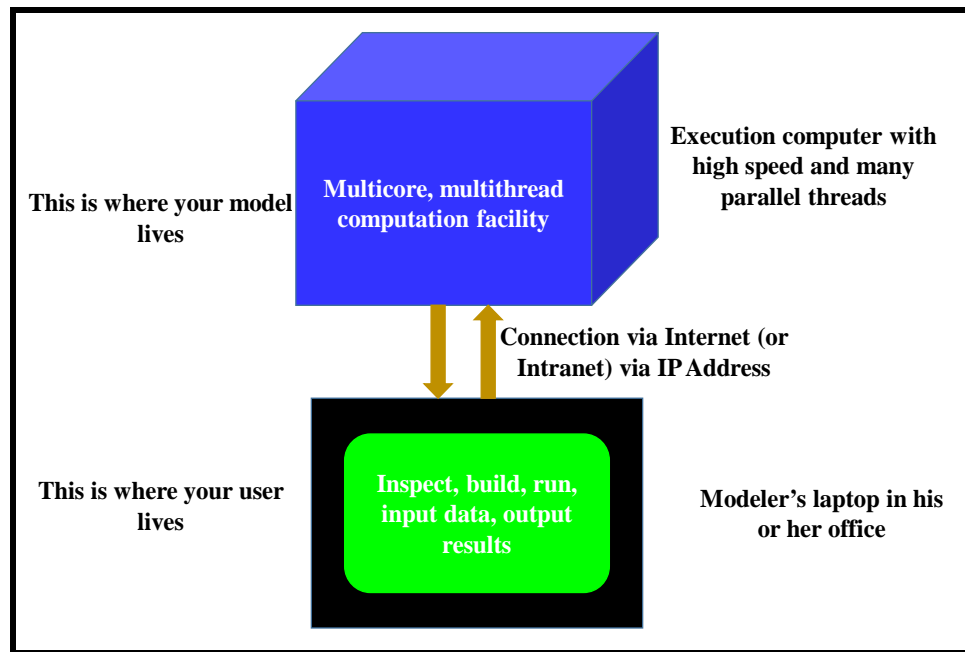 Multicore, multithread
computation facility
Execution computer with
high speed and many
parallel threads
This is where your model
lives
Connection via Internet (or
Intranet) via IP Address
This is where your user
lives
Inspect, build, run,
input data, output
results
Modeler’s laptop in his
or her office